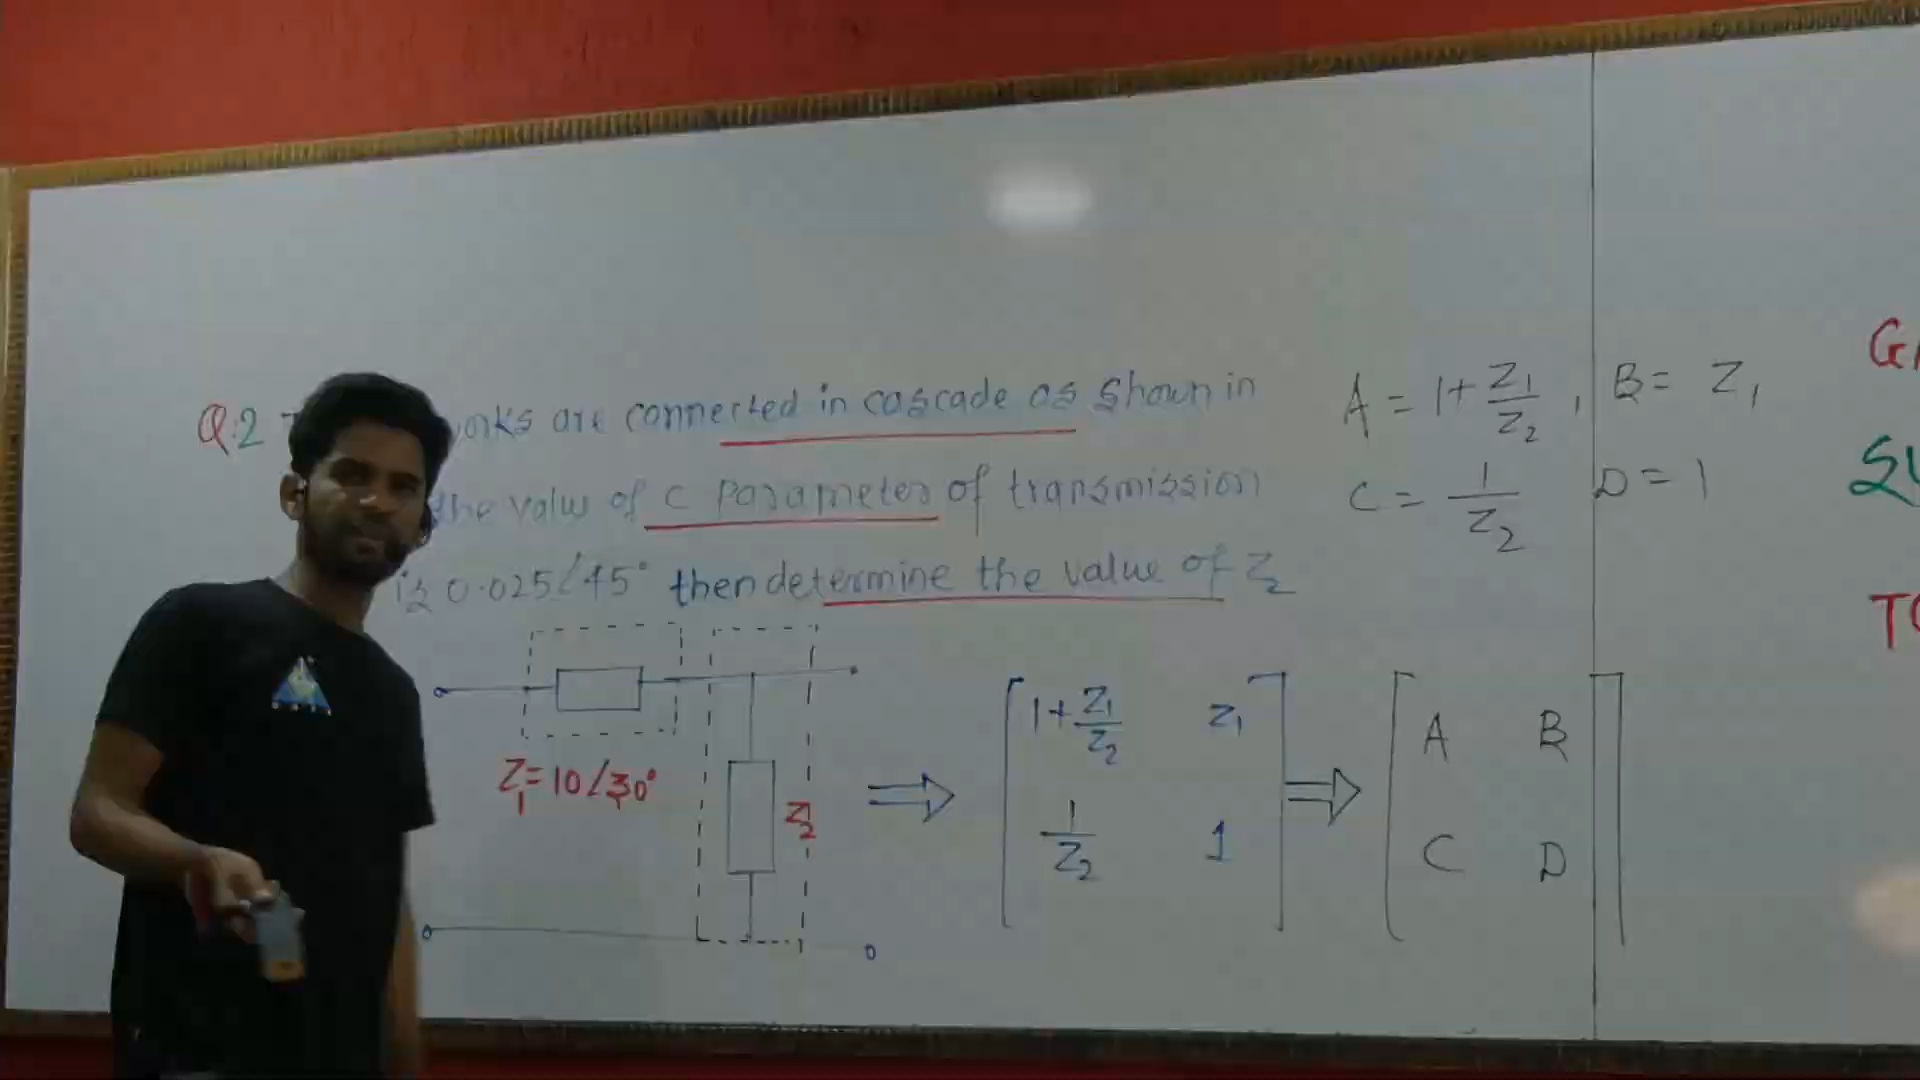 Q.2 are connected in cascade as shown in
the value of C parameter of transmission
is 0.025∠45° then determine the value of Z2
A = 1+ Z1/Z2 , B = Z1
C = 1/Z2 D = 1
Z1=10∠30°
Z2
⇒ [ 1+ Z1/Z2 Z1
1/Z2 1 ]
⇒ [ A B
C D ]